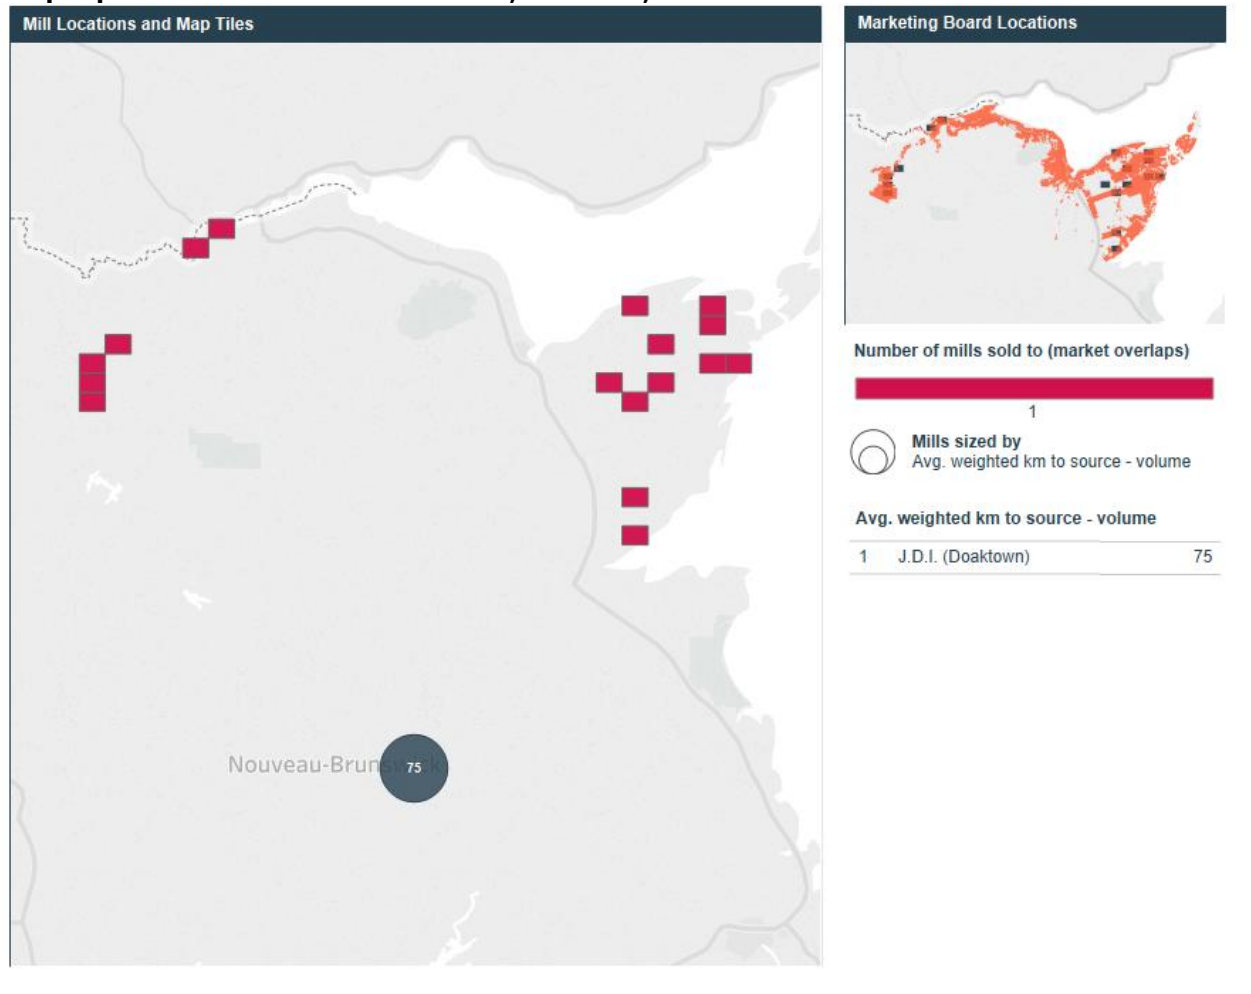 Mill Locations and Map Tiles
Nouveau-Brunswick
75
Marketing Board Locations
Number of mills sold to (market overlaps)
1
Mills sized by
Avg. weighted km to source - volume
Avg. weighted km to source - volume
1 J.D.I. (Doaktown) 75